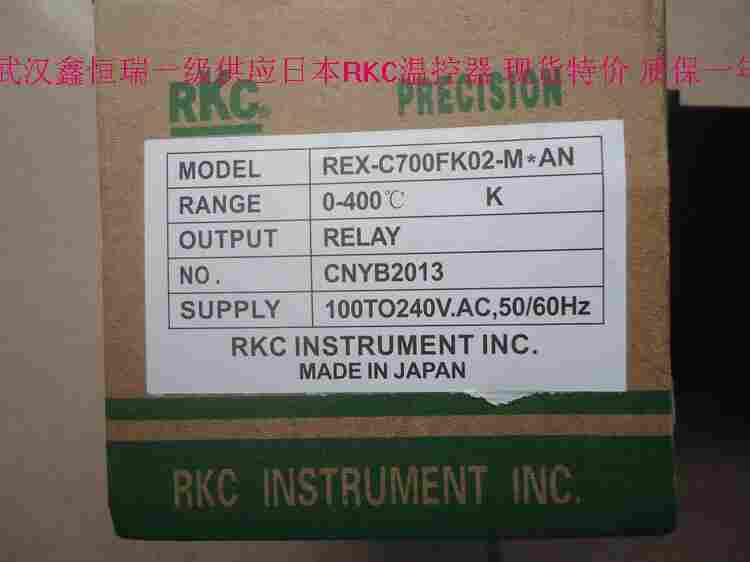 武汉鑫恒瑞一级供应日本RKC温控器 现货特价 质保一年
RKC PRECISION
MODEL REX-C700FK02-M*AN
RANGE 0-400℃ K
OUTPUT RELAY
NO. CNYB2013
SUPPLY 100TO240V.AC,50/60Hz
RKC INSTRUMENT INC.
MADE IN JAPAN
RKC INSTRUMENT INC.